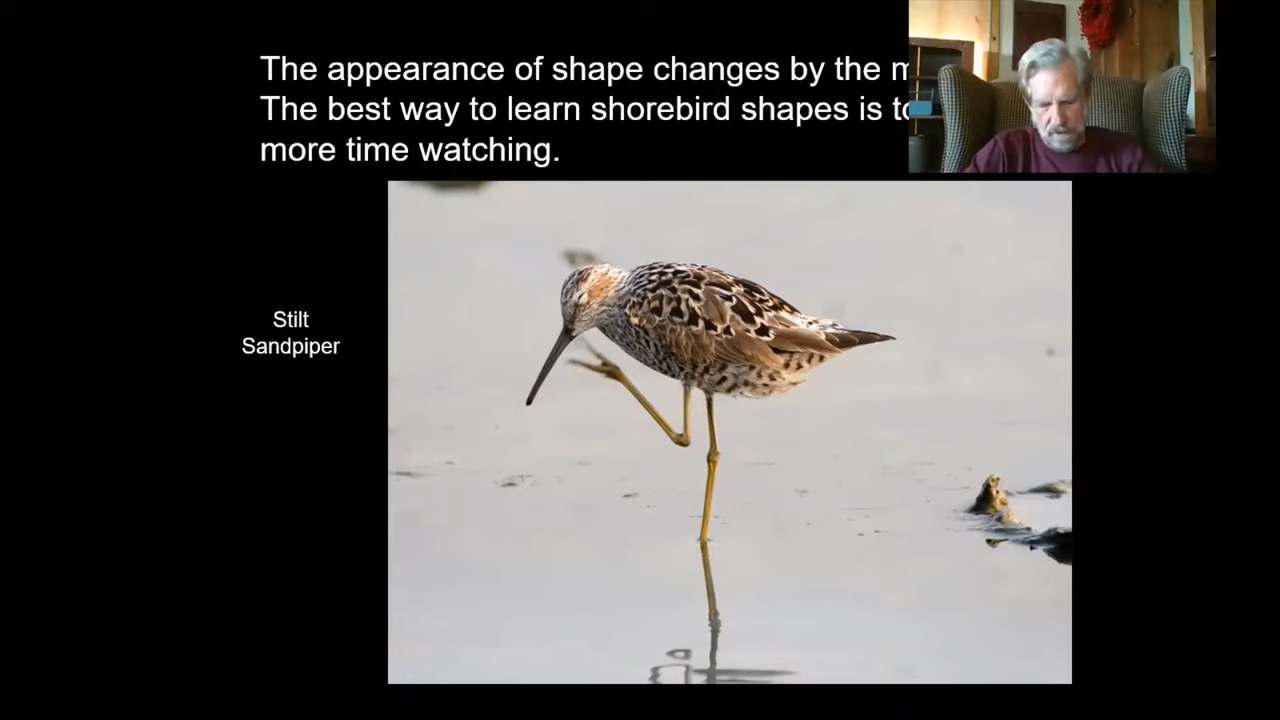 The appearance of shape changes by the
The best way to learn shorebird shapes is
more time watching.
Stilt
Sandpiper